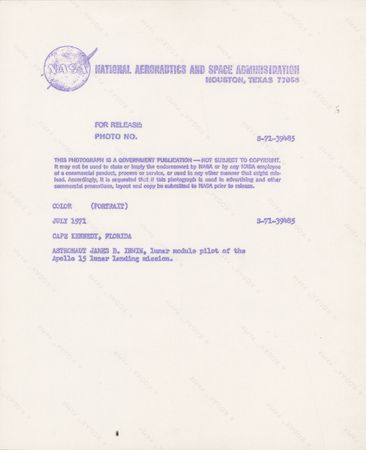 NASA
NATIONAL AERONAUTICS AND SPACE ADMINISTRATION
HOUSTON, TEXAS 77058
FOR RELEASE:
PHOTO NO. S-71-39485
THIS PHOTOGRAPH IS A GOVERNMENT PUBLICATION — NOT SUBJECT TO COPYRIGHT.
It may not be used to state or imply the endorsement by NASA or by any NASA employee
of a commercial product, process or service, or used in any other manner that might mis-
lead. Accordingly, it is requested that if this photograph is used in advertising and other
commercial promotions, layout and copy be submitted to NASA prior to release.
COLOR (PORTRAIT)
JULY 1971 S-71-39485
CAPE KENNEDY, FLORIDA
ASTRONAUT JAMES B. IRWIN, lunar module pilot of the
Apollo 15 lunar landing mission.